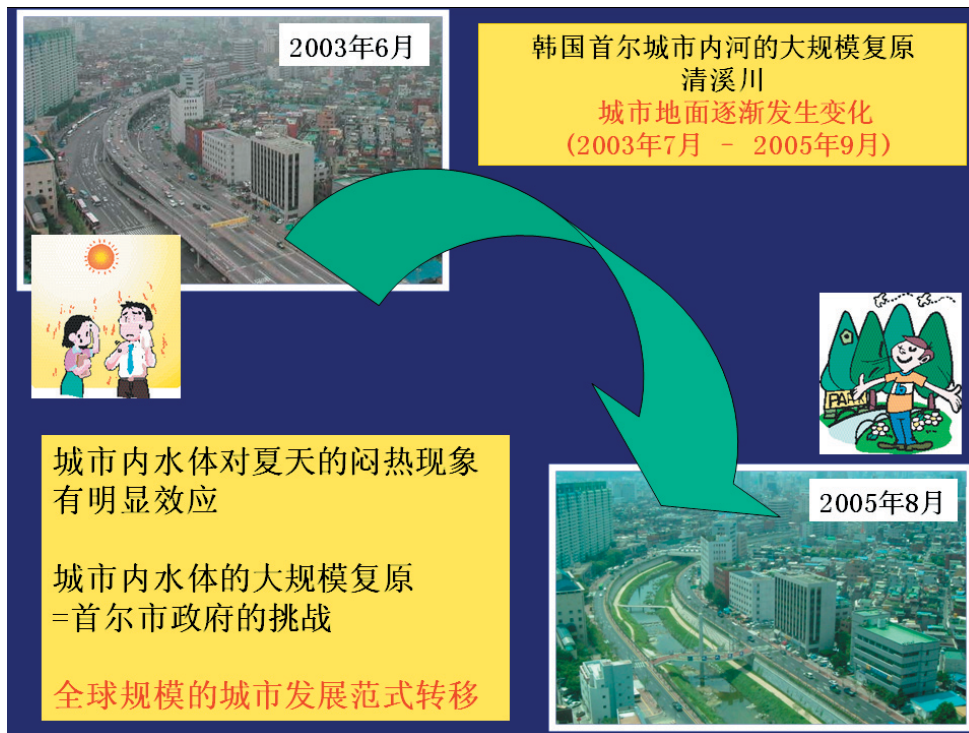 2003年6月
韩国首尔城市内河的大规模复原
清溪川
城市地面逐渐发生变化
(2003年7月 - 2005年9月)
PARK
城市内水体对夏天的闷热现象
有明显效应
城市内水体的大规模复原
=首尔市政府的挑战
全球规模的城市发展范式转移
2005年8月